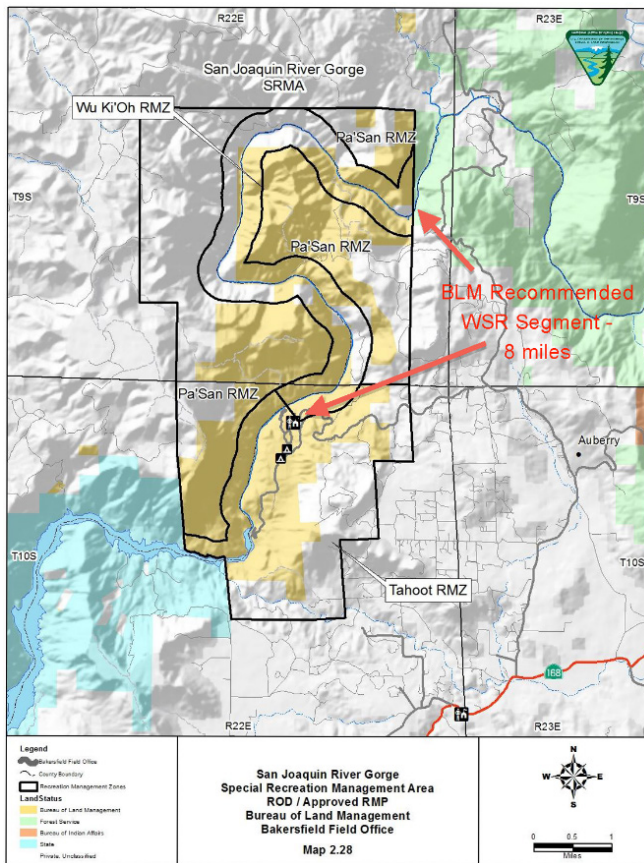 R22E
R23E
San Joaquin River Gorge
SRMA
Wu Ki'Oh RMZ
Pa'San RMZ
T9S
T9S
Pa'San RMZ
BLM Recommended
WSR Segment -
8 miles
Pa'San RMZ
Auberry
T10S
T10S
Tahoot RMZ
168
R22E
R23E
Legend
Bakersfield Field Office
County Boundary
Recreation Management Zones
LandStatus
Bureau of Land Management
Forest Service
Bureau of Indian Affairs
State
Private, Unclassified
San Joaquin River Gorge
Special Recreation Management Area
ROD / Approved RMP
Bureau of Land Management
Bakersfield Field Office
Map 2.28
N
W
E
S
0 0.5 1
Miles